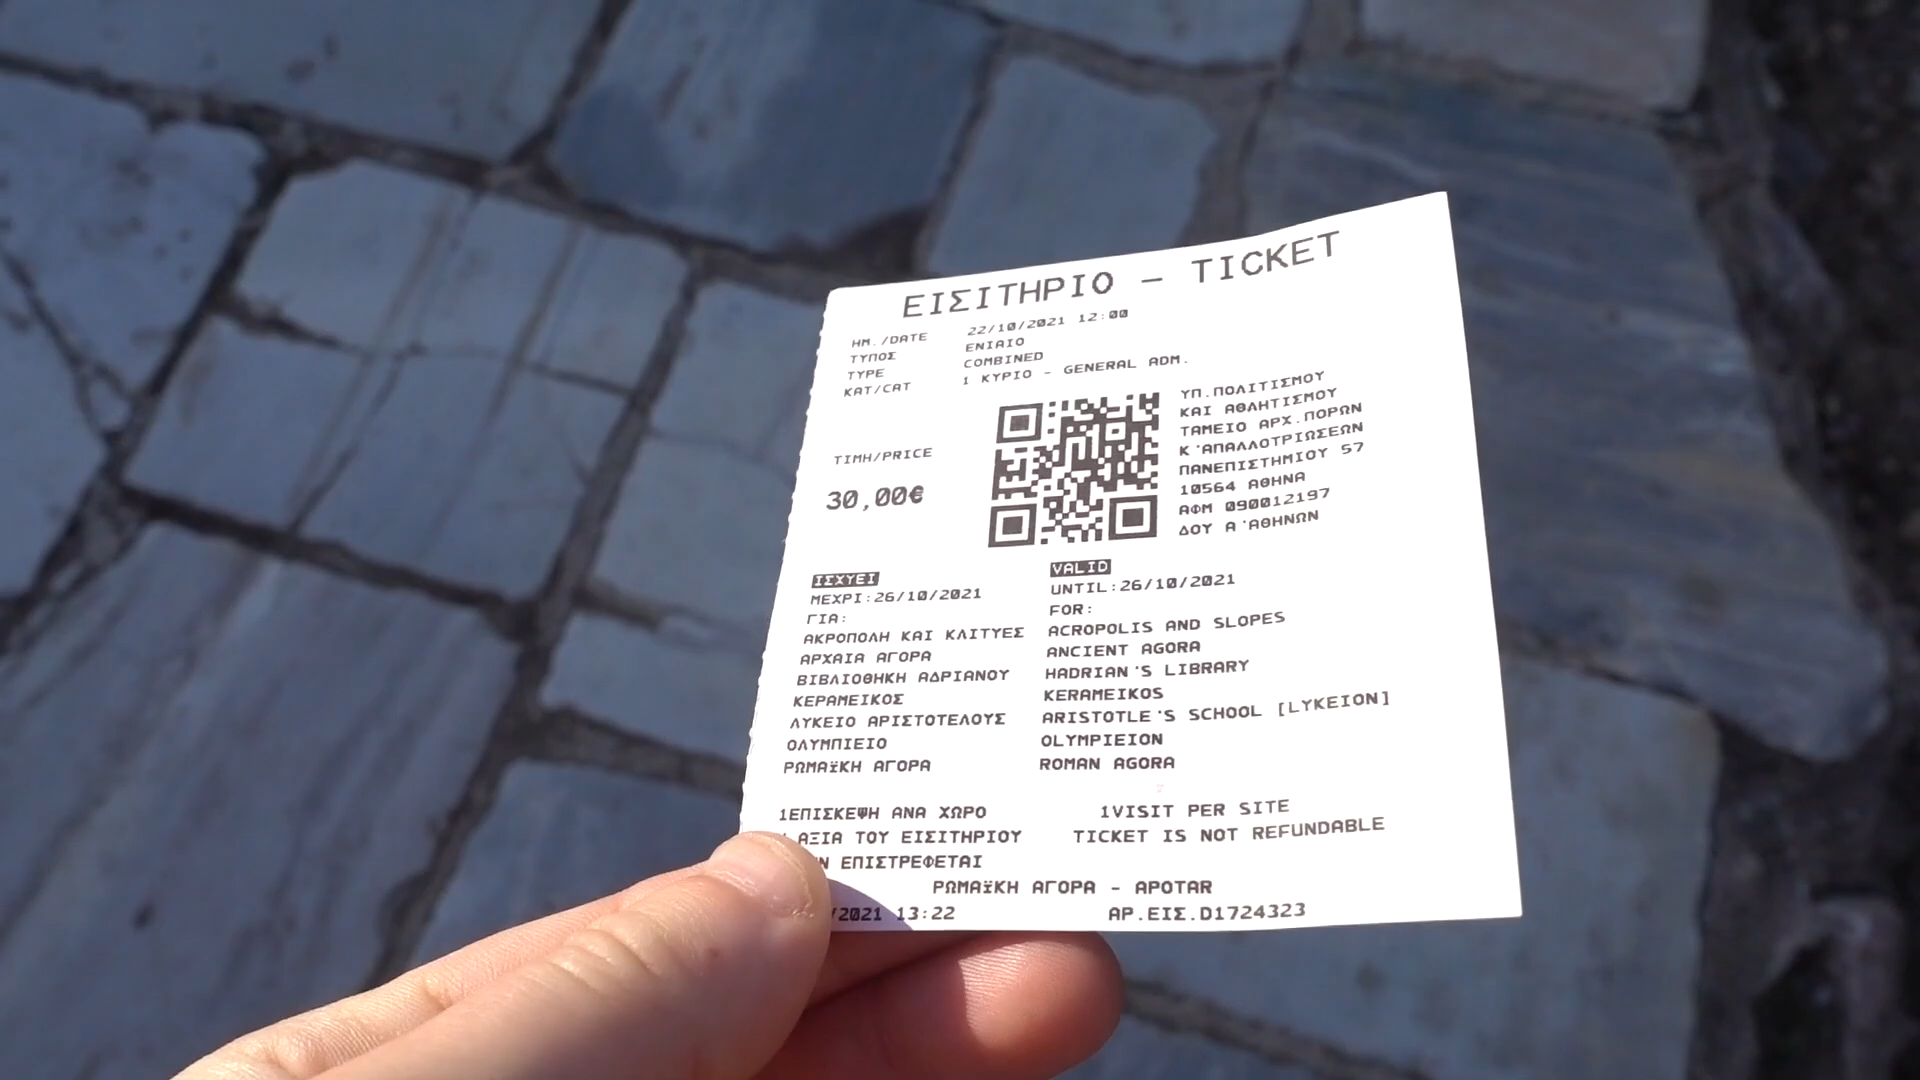 ΕΙΣΙΤΗΡΙΟ – TICKET
ΗΜ./DATE 22/10/2021 12:00
ΤΥΠΟΣ ΕΝΙΑΙΟ
TYPE COMBINED
ΚΑΤ/CAT 1 ΚΥΡΙΟ - GENERAL ADM.
ΤΙΜΗ/PRICE
30,00€
ΥΠ.ΠΟΛΙΤΙΣΜΟΥ
ΚΑΙ ΑΘΛΗΤΙΣΜΟΥ
ΤΑΜΕΙΟ ΑΡΧ.ΠΟΡΩΝ
Κ'ΑΠΑΛΛΟΤΡΙΩΣΕΩΝ
ΠΑΝΕΠΙΣΤΗΜΙΟΥ 57
10564 ΑΘΗΝΑ
ΑΦΜ 090012197
ΔΟΥ Α'ΑΘΗΝΩΝ
ΙΣΧΥΕΙ
ΜΕΧΡΙ:26/10/2021
ΓΙΑ:
ΑΚΡΟΠΟΛΗ ΚΑΙ ΚΛΙΤΥΕΣ
ΑΡΧΑΙΑ ΑΓΟΡΑ
ΒΙΒΛΙΟΘΗΚΗ ΑΔΡΙΑΝΟΥ
ΚΕΡΑΜΕΙΚΟΣ
ΛΥΚΕΙΟ ΑΡΙΣΤΟΤΕΛΟΥΣ
ΟΛΥΜΠΙΕΙΟ
ΡΩΜΑΪΚΗ ΑΓΟΡΑ
VALID
UNTIL:26/10/2021
FOR:
ACROPOLIS AND SLOPES
ANCIENT AGORA
HADRIAN'S LIBRARY
KERAMEIKOS
ARISTOTLE'S SCHOOL [LYKEION]
OLYMPIEION
ROMAN AGORA
1ΕΠΙΣΚΕΨΗ ΑΝΑ ΧΩΡΟ
ΑΞΙΑ ΤΟΥ ΕΙΣΙΤΗΡΙΟΥ
ΕΠΙΣΤΡΕΦΕΤΑΙ
1VISIT PER SITE
TICKET IS NOT REFUNDABLE
ΡΩΜΑΪΚΗ ΑΓΟΡΑ - APOTAR
/2021 13:22 ΑΡ.ΕΙΣ.D1724323